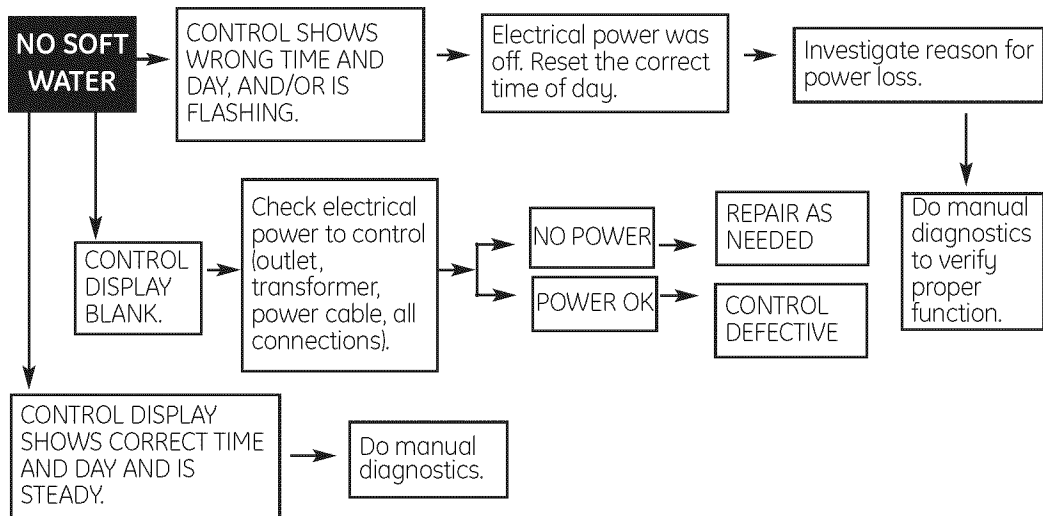 NO SOFT
WATER
CONTROL SHOWS
WRONG TIME AND
DAY, AND/OR IS
FLASHING.
Electrical power was
off. Reset the correct
time of day.
Investigate reason for
power loss.
Do manual
diagnostics
to verify
proper
function.
CONTROL
DISPLAY
BLANK.
Check electrical
power to control
(outlet,
transformer,
power cable, all
connections).
NO POWER
REPAIR AS
NEEDED
POWER OK
CONTROL
DEFECTIVE
CONTROL DISPLAY
SHOWS CORRECT TIME
AND DAY AND IS
STEADY.
Do manual
diagnostics.